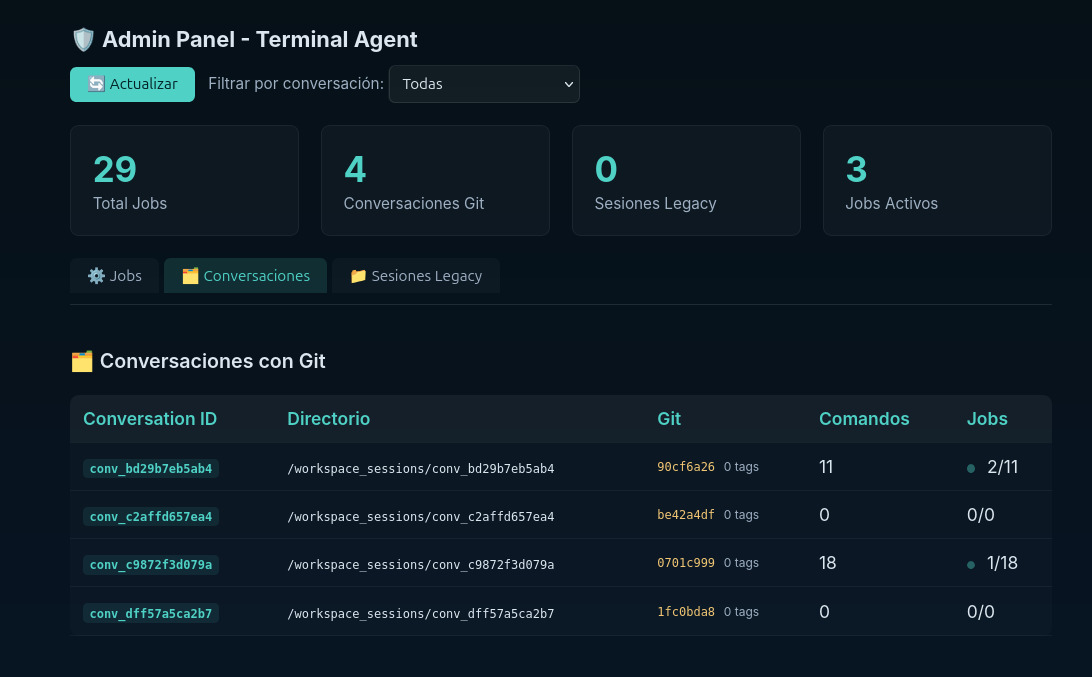 Admin Panel - Terminal Agent
Actualizar Filtrar por conversación: Todas
29 4 0 3
Total Jobs Conversaciones Git Sesiones Legacy Jobs Activos
Jobs Conversaciones Sesiones Legacy
Conversaciones con Git
Conversation ID Directorio Git Comandos Jobs
conv_bd29b7eb5ab4 /workspace_sessions/conv_bd29b7eb5ab4 90cf6a26 0 tags 11 2/11
conv_c2affd657ea4 /workspace_sessions/conv_c2affd657ea4 be42a4df 0 tags 0 0/0
conv_c9872f3d079a /workspace_sessions/conv_c9872f3d079a 0701c999 0 tags 18 1/18
conv_dff57a5ca2b7 /workspace_sessions/conv_dff57a5ca2b7 1fc0bda8 0 tags 0 0/0